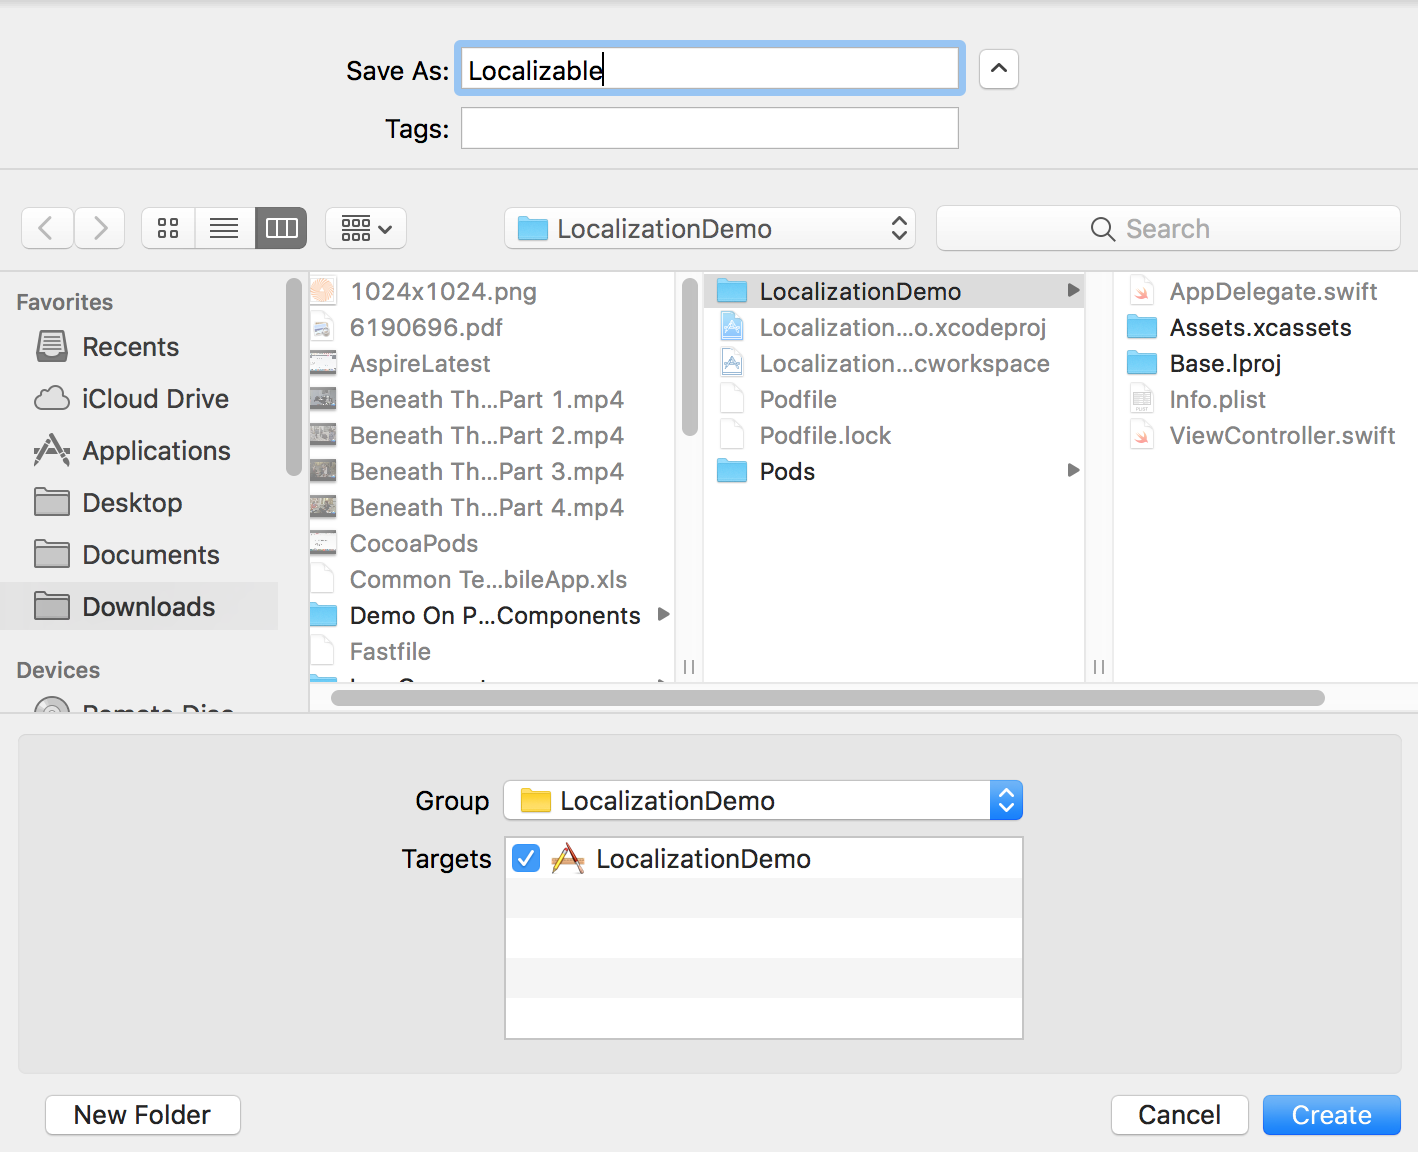 Save As: Localizable
Tags:
LocalizationDemo
Search
Favorites
Recents
iCloud Drive
Applications
Desktop
Documents
Downloads
Devices
1024x1024.png
6190696.pdf
AspireLatest
Beneath Th...Part 1.mp4
Beneath Th...Part 2.mp4
Beneath Th...Part 3.mp4
Beneath Th...Part 4.mp4
CocoaPods
Common Te...bileApp.xls
Demo On P...Components
Fastfile
LocalizationDemo
Localization...o.xcodeproj
Localization...cworkspace
Podfile
Podfile.lock
Pods
AppDelegate.swift
Assets.xcassets
Base.lproj
Info.plist
ViewController.swift
Group LocalizationDemo
Targets LocalizationDemo
New Folder
Cancel
Create